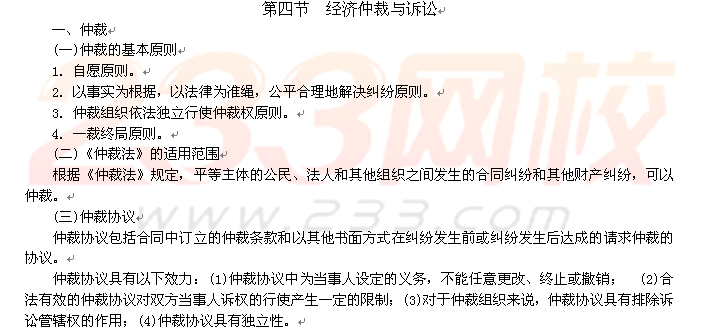 第四节　经济仲裁与诉讼
一、仲裁
(一)仲裁的基本原则
1. 自愿原则。
2. 以事实为根据，以法律为准绳，公平合理地解决纠纷原则。
3. 仲裁组织依法独立行使仲裁权原则。
4. 一裁终局原则。
(二)《仲裁法》的适用范围
根据《仲裁法》规定，平等主体的公民、法人和其他组织之间发生的合同纠纷和其他财产纠纷，可以
仲裁。
(三)仲裁协议
仲裁协议包括合同中订立的仲裁条款和以其他书面方式在纠纷发生前或纠纷发生后达成的请求仲裁的
协议。
仲裁协议具有以下效力：(1)仲裁协议中为当事人设定的义务，不能任意更改、终止或撤销；　(2)合
法有效的仲裁协议对双方当事人诉权的行使产生一定的限制；(3)对于仲裁组织来说，仲裁协议具有排除诉
讼管辖权的作用；(4)仲裁协议具有独立性。
233网校
www.233.com